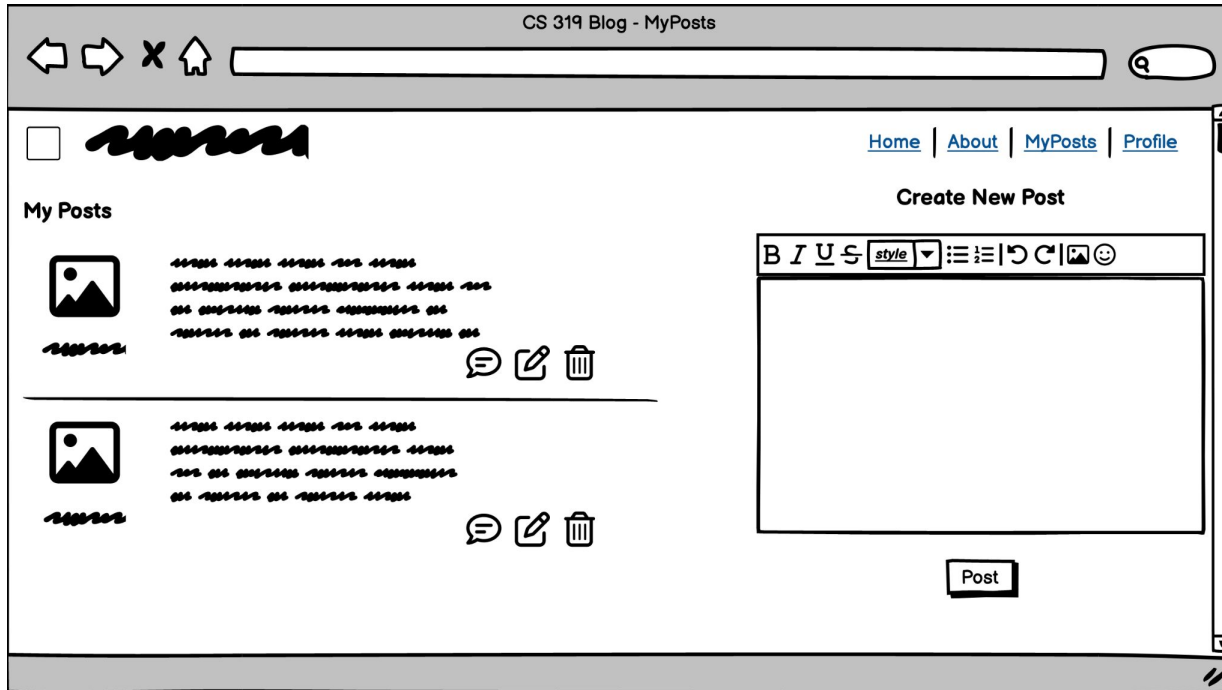 CS 319 Blog - MyPosts
Home | About | MyPosts | Profile
My Posts
Create New Post
B I U S style
Post